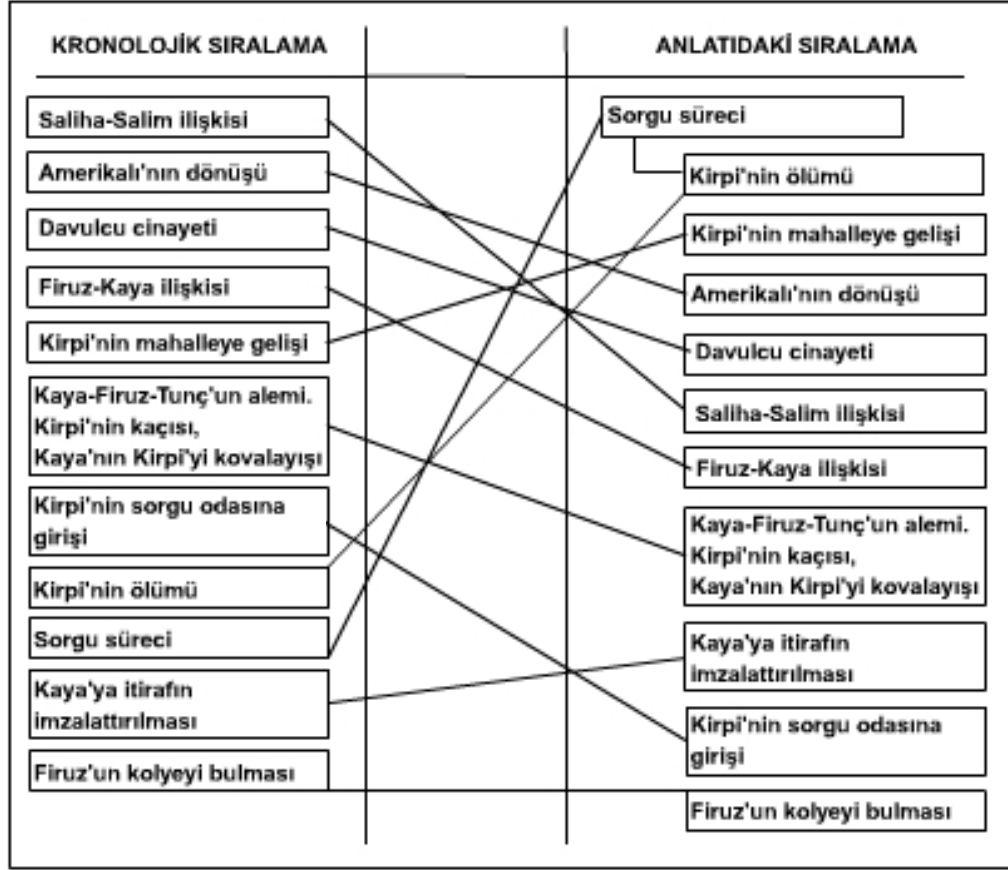 KRONOLOJİK SIRALAMA
Saliha-Salim ilişkisi
Amerikalı'nın dönüşü
Davulcu cinayeti
Firuz-Kaya ilişkisi
Kirpi'nin mahalleye gelişi
Kaya-Firuz-Tunç'un alemi.
Kirpi'nin kaçısı,
Kaya'nın Kirpi'yi kovalayışı
Kirpi'nin sorgu odasına
girişi
Kirpi'nin ölümü
Sorgu süreci
Kaya'ya itirafın
imzalattırılması
Firuz'un kolyeyi bulması
ANLATIDAKİ SIRALAMA
Sorgu süreci
Kirpi'nin ölümü
Kirpi'nin mahalleye gelişi
Amerikalı'nın dönüşü
Davulcu cinayeti
Saliha-Salim ilişkisi
Firuz-Kaya ilişkisi
Kaya-Firuz-Tunç'un alemi.
Kirpi'nin kaçısı,
Kaya'nın Kirpi'yi kovalayışı
Kaya'ya itirafın
imzalattırılması
Kirpi'nin sorgu odasına
girişi
Firuz'un kolyeyi bulması